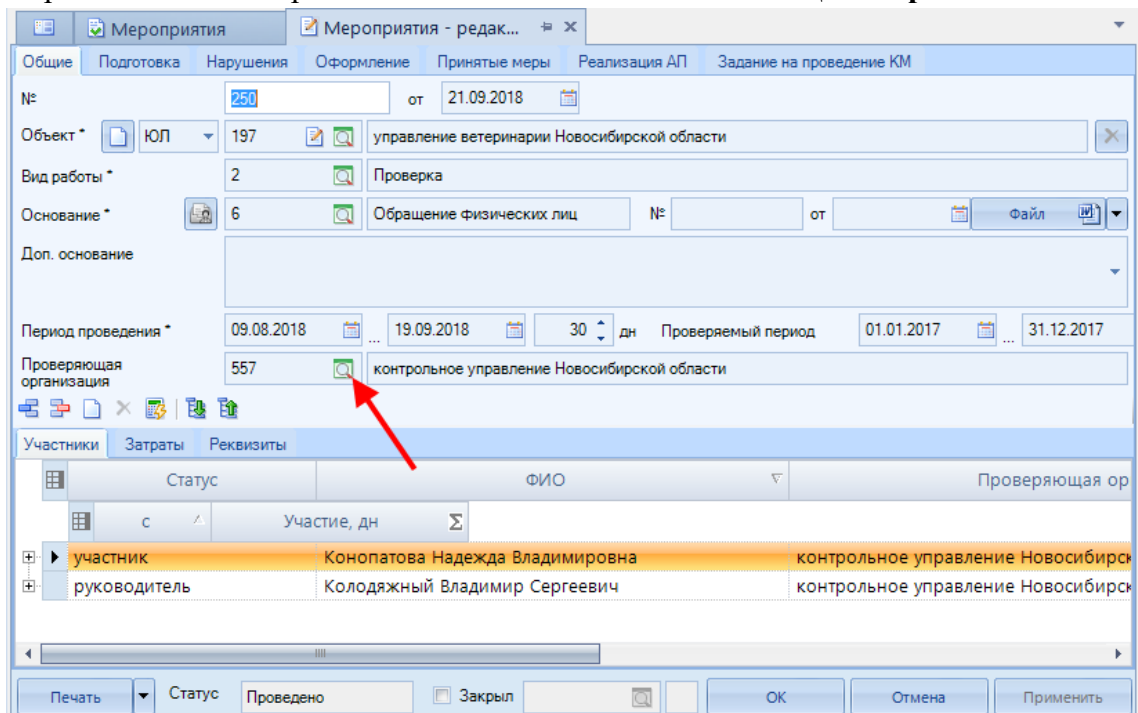 Мероприятия Мероприятия - редак...
Общие Подготовка Нарушения Оформление Принятые меры Реализация АП Задание на проведение КМ
№ 250 от 21.09.2018
Объект * ЮЛ 197 управление ветеринарии Новосибирской области
Вид работы * 2 Проверка
Основание * 6 Обращение физических лиц № от Файл
Доп. основание
Период проведения * 09.08.2018 ... 19.09.2018 30 дн Проверяемый период 01.01.2017 ... 31.12.2017
Проверяющая
организация 557 контрольное управление Новосибирской области
Участники Затраты Реквизиты
Статус ФИО Проверяющая ор
с Участие, дн Σ
участник Конопатова Надежда Владимировна контрольное управление Новосибирск
руководитель Колодяжный Владимир Сергеевич контрольное управление Новосибирск
Печать Статус Проведено Закрыл ОК Отмена Применить